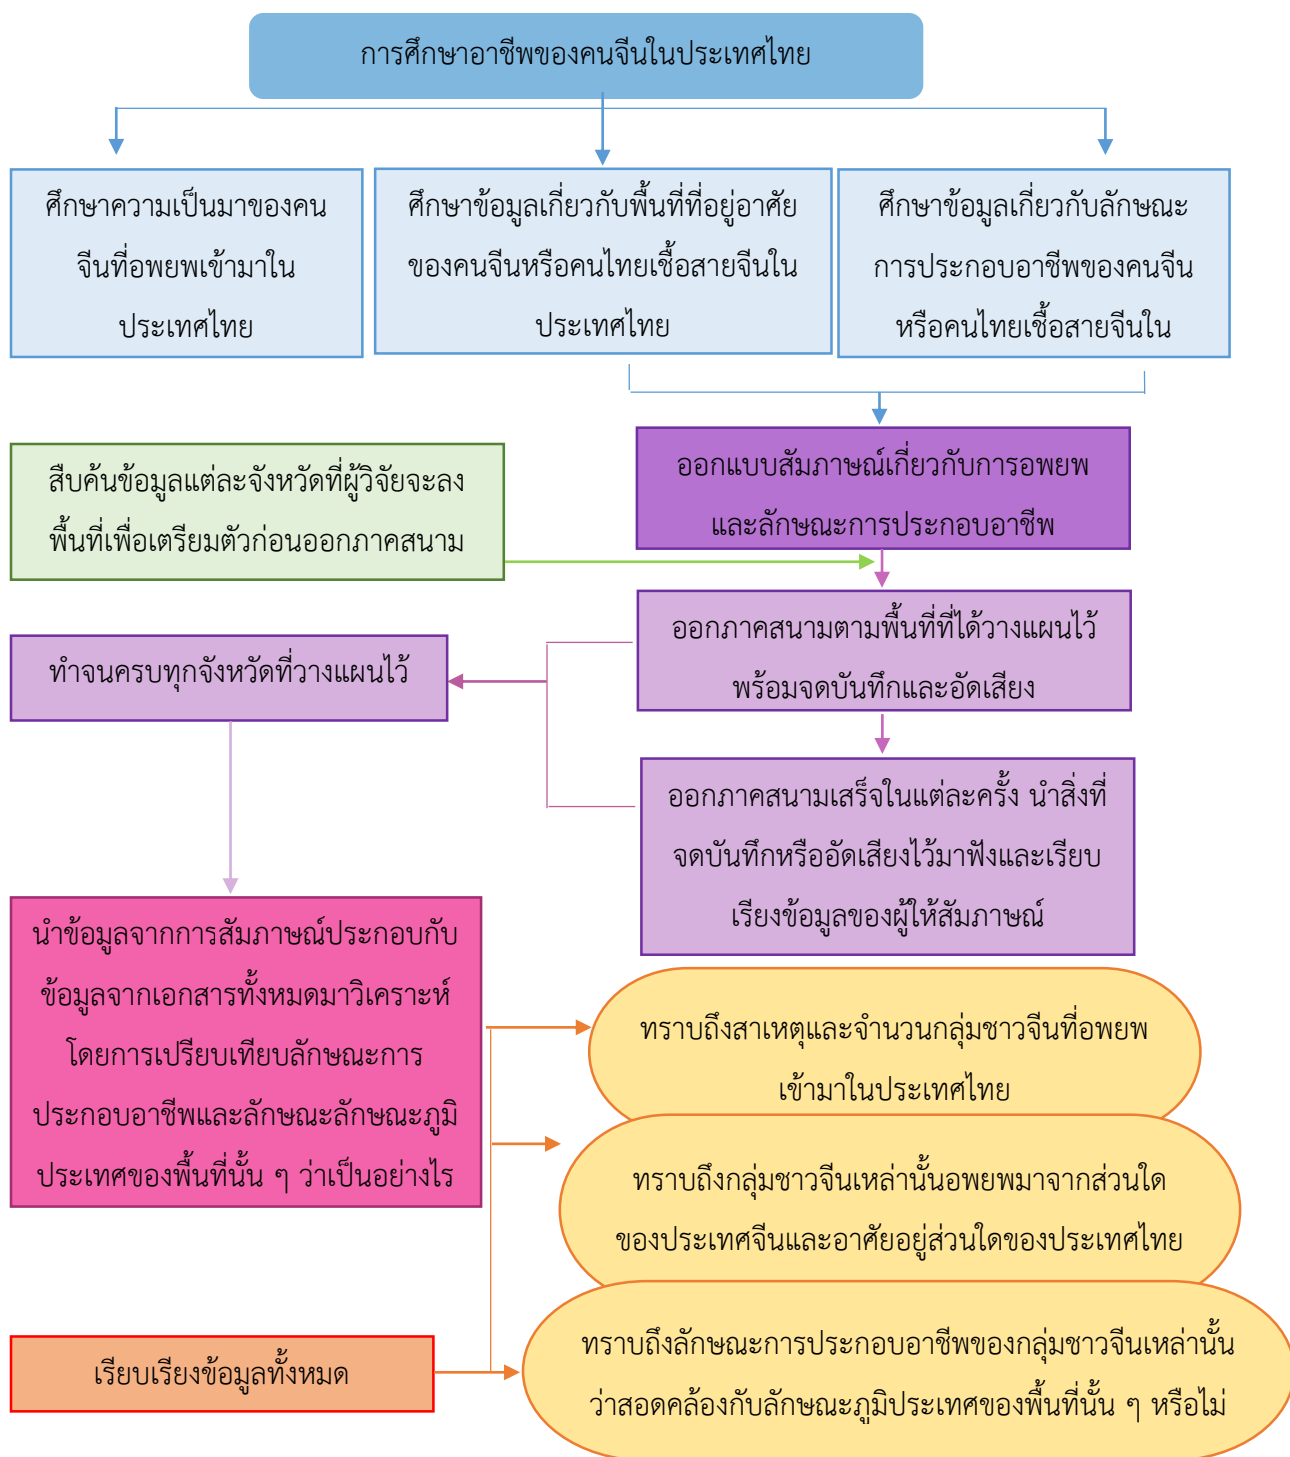 การศึกษาอาชีพของคนจีนในประเทศไทย
ศึกษาความเป็นมาของคน
จีนที่อพยพเข้ามาใน
ประเทศไทย
ศึกษาข้อมูลเกี่ยวกับพื้นที่ที่อยู่อาศัย
ของคนจีนหรือคนไทยเชื้อสายจีนใน
ประเทศไทย
ศึกษาข้อมูลเกี่ยวกับลักษณะ
การประกอบอาชีพของคนจีน
หรือคนไทยเชื้อสายจีนใน
สืบค้นข้อมูลแต่ละจังหวัดที่ผู้วิจัยจะลง
พื้นที่เพื่อเตรียมตัวก่อนออกภาคสนาม
ออกแบบสัมภาษณ์เกี่ยวกับการอพยพ
และลักษณะการประกอบอาชีพ
ออกภาคสนามตามพื้นที่ที่ได้วางแผนไว้
พร้อมจดบันทึกและอัดเสียง
ทำจนครบทุกจังหวัดที่วางแผนไว้
ออกภาคสนามเสร็จในแต่ละครั้ง นำสิ่งที่
จดบันทึกหรืออัดเสียงไว้มาฟังและเรียบ
เรียงข้อมูลของผู้ให้สัมภาษณ์
นำข้อมูลจากการสัมภาษณ์ประกอบกับ
ข้อมูลจากเอกสารทั้งหมดมาวิเคราะห์
โดยการเปรียบเทียบลักษณะการ
ประกอบอาชีพและลักษณะลักษณะภูมิ
ประเทศของพื้นที่นั้น ๆ ว่าเป็นอย่างไร
ทราบถึงสาเหตุและจำนวนกลุ่มชาวจีนที่อพยพ
เข้ามาในประเทศไทย
ทราบถึงกลุ่มชาวจีนเหล่านั้นอพยพมาจากส่วนใด
ของประเทศจีนและอาศัยอยู่ส่วนใดของประเทศไทย
เรียบเรียงข้อมูลทั้งหมด
ทราบถึงลักษณะการประกอบอาชีพของกลุ่มชาวจีนเหล่านั้น
ว่าสอดคล้องกับลักษณะภูมิประเทศของพื้นที่นั้น ๆ หรือไม่